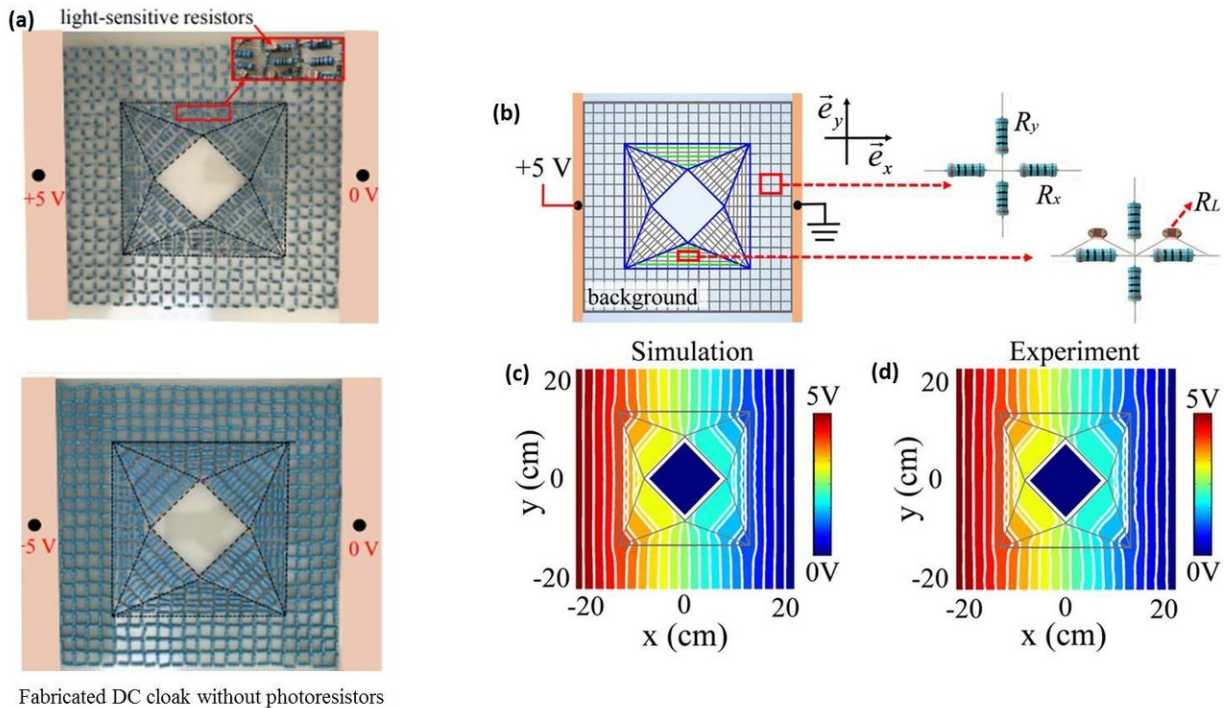 (a)
light-sensitive resistors
+5 V
0 V
-5 V
0 V
Fabricated DC cloak without photoresistors
(b)
+5 V
e_y
e_x
R_y
R_x
R_L
background
Simulation
Experiment
(c)
20
0
-20
y (cm)
-20
0
20
x (cm)
5V
0V
(d)
20
0
-20
y (cm)
-20
0
20
x (cm)
5V
0V